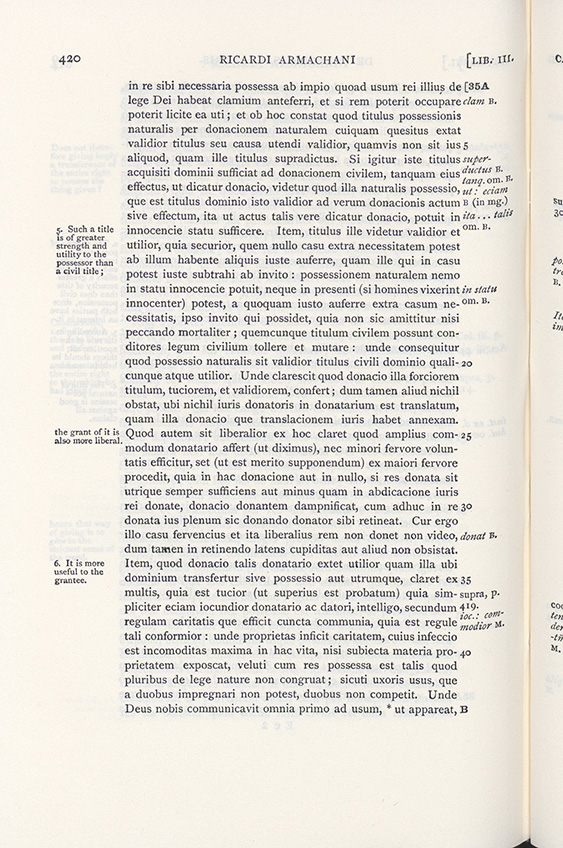 420 RICARDI ARMACHANI [LIB. III.
in re sibi necessaria possessa ab impio quoad usum rei illius de [35A
lege Dei habeat clamium anteferri, et si rem poterit occupare clam B.
poterit licite ea uti; et ob hoc constat quod titulus possessionis
naturalis per donacionem naturalem cuiquam quesitus extat
validior titulus seu causa utendi validior, quamvis non sit ius 5
aliquod, quam ille titulus supradictus. Si igitur iste titulus super-
acquisiti dominii sufficiat ad donacionem civilem, tanquam eius ductus B.
tanq. om. B.
effectus, ut dicatur donacio, videtur quod illa naturalis possessio, ut: eciam
que est titulus dominio isto validior ad verum donacionis actum B (in mg.)
sive effectum, ita ut actus talis vere dicatur donacio, potuit in ita . . . talis
5. Such a title innocencie statu sufficere. Item, titulus ille videtur validior et om. B.
is of greater utilior, quia securior, quem nullo casu extra necessitatem potest
strength and
utility to the ab illum habente aliquis iuste auferre, quam ille qui in casu
possessor than
a civil title; potest iuste subtrahi ab invito: possessionem naturalem nemo
in statu innocencie potuit, neque in presenti (si homines vixerint in statu
innocenter) potest, a quoquam iusto auferre extra casum ne- om. B.
cessitatis, ipso invito qui possidet, quia non sic amittitur nisi
peccando mortaliter; quemcunque titulum civilem possunt con-
ditores legum civilium tollere et mutare: unde consequitur
quod possessio naturalis sit validior titulus civili dominio quali- 20
cunque atque utilior. Unde clarescit quod donacio illa forciorem
titulum, tuciorem, et validiorem, confert; dum tamen aliud nichil
obstat, ubi nichil iuris donatoris in donatarium est translatum,
quam illa donacio que translacionem iuris habet annexam.
the grant of it is Quod autem sit liberalior ex hoc claret quod amplius com- 25
also more liberal. modum donatario affert (ut diximus), nec minori fervore volun-
tatis efficitur, set (ut est merito supponendum) ex maiori fervore
procedit, quia in hac donacione aut in nullo, si res donata sit
utrique semper sufficiens aut minus quam in abdicacione iuris
rei donate, donacio donantem dampnificat, cum adhuc in re 30
donata ius plenum sic donando donator sibi retineat. Cur ergo
illo casu fervencius et ita liberalius rem non donet non video, donat B.
dum tamen in retinendo latens cupiditas aut aliud non obsistat.
6. It is more Item, quod donacio talis donatario extet utilior quam illa ubi
useful to the
grantee. dominium transfertur sive possessio aut utrumque, claret ex 35
multis, quia est tucior (ut superius est probatum) quia sim- supra, p.
pliciter eciam iocundior donatario ac datori, intelligo, secundum 419.
ioc.: com-
regulam caritatis que efficit cuncta communia, quia est regule modior M.
tali conformior: unde proprietas inficit caritatem, cuius infeccio
est incomoditas maxima in hac vita, nisi subiecta materia pro- 40
prietatem exposcat, veluti cum res possessa est talis quod
pluribus de lege nature non congruat; sicuti uxoris usus, que
a duobus impregnari non potest, duobus non competit. Unde
Deus nobis communicavit omnia primo ad usum, * ut appareat, B